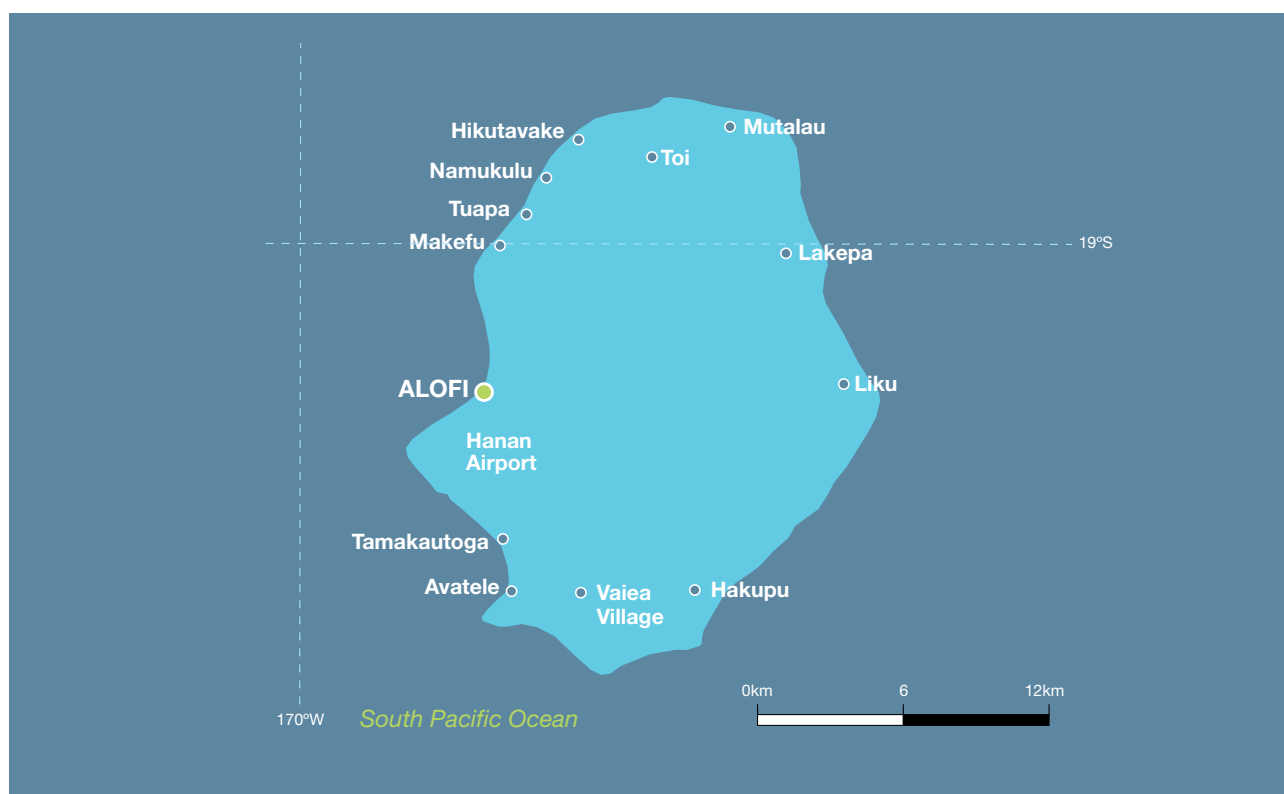 Hikutavake
Mutalau
Toi
Namukulu
Tuapa
Makefu
19ºS
Lakepa
ALOFI
Liku
Hanan
Airport
Tamakautoga
Avatele
Vaiea
Village
Hakupu
0km 6 12km
170ºW
South Pacific Ocean